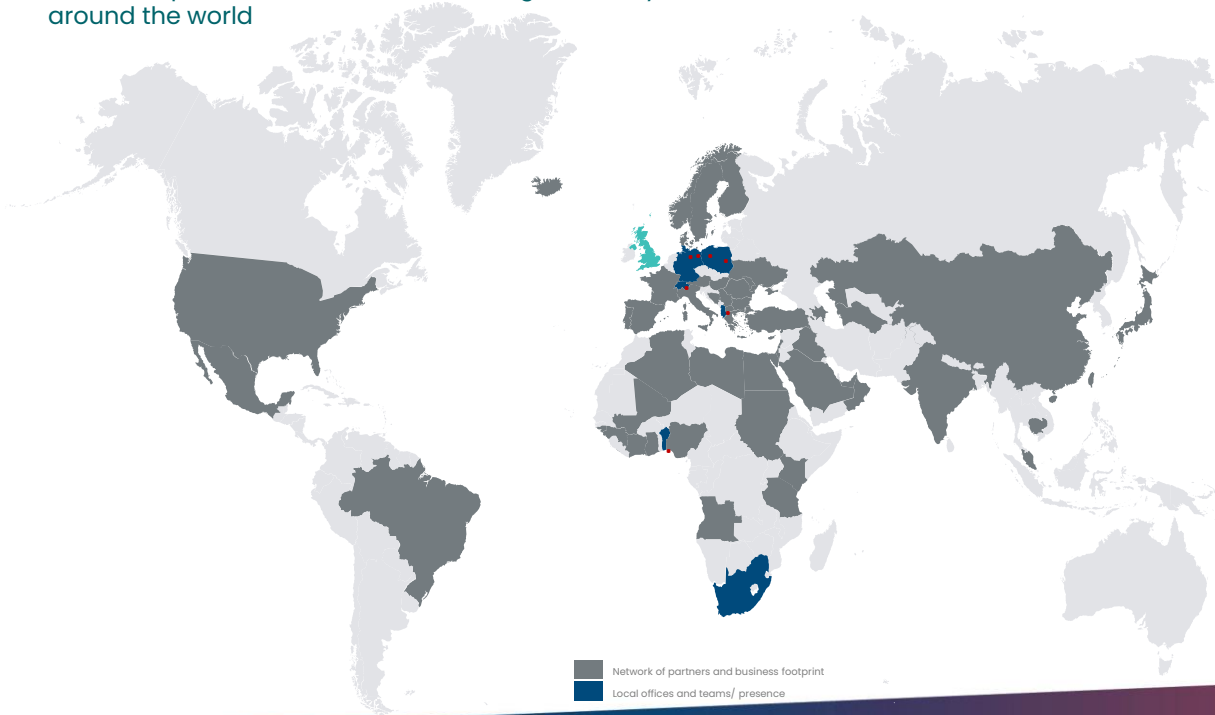 around the world
Network of partners and business footprint
Local offices and teams/ presence